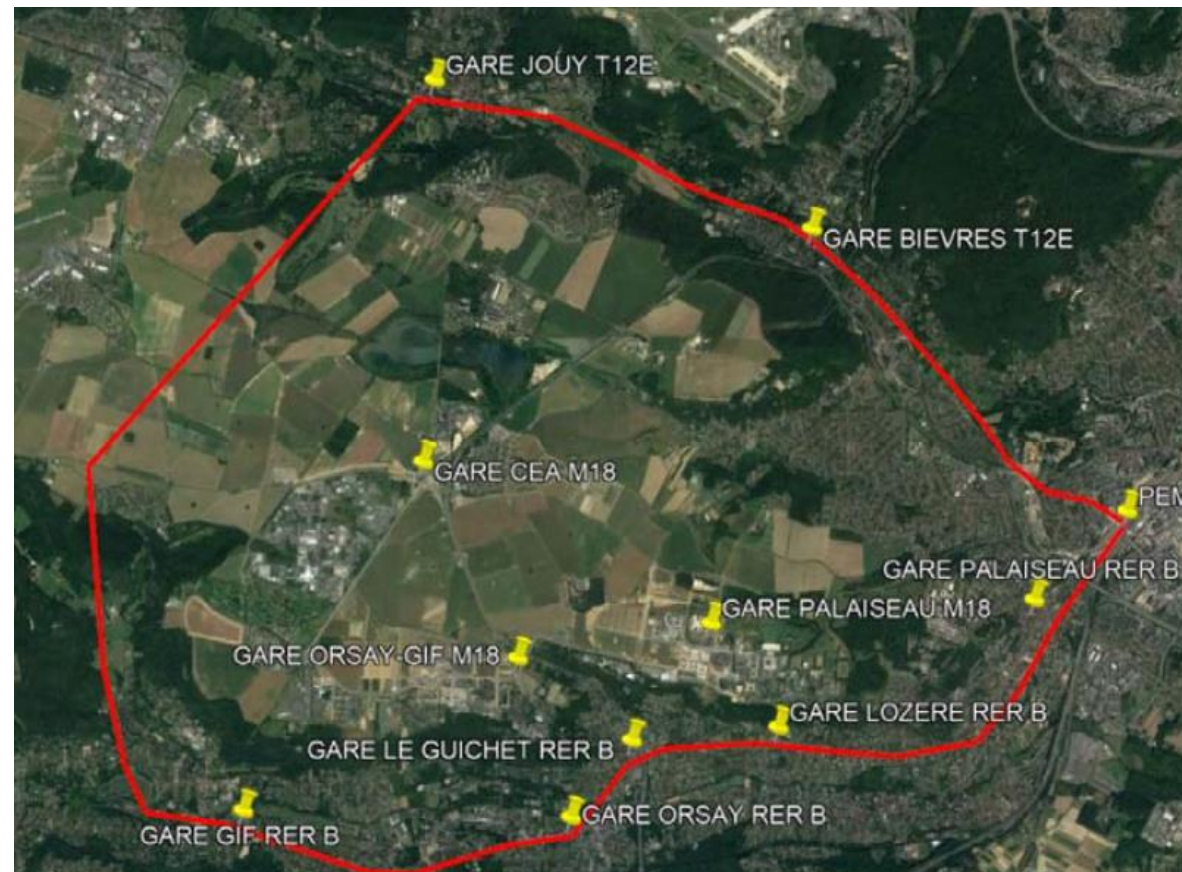 GARE JOUY T12E
GARE BIEVRES T12E
GARE CEA M18
PEM
GARE PALAISEAU RER B
GARE PALAISEAU M18
GARE ORSAY-GIF M18
GARE LOZERE RER B
GARE LE GUICHET RER B
GARE ORSAY RER B
GARE GIF RER B